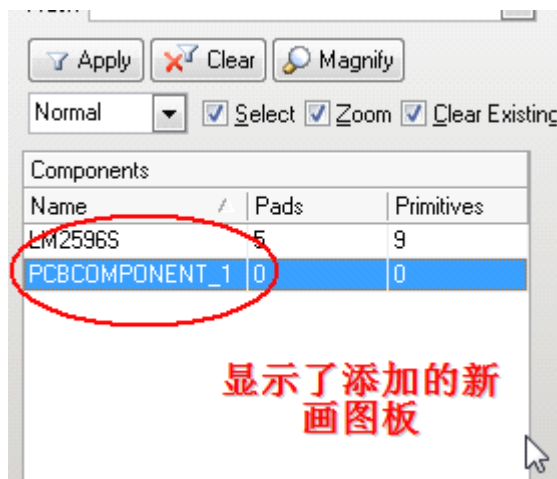 Apply Clear Magnify
Normal Select Zoom Clear Existing
Components
Name Pads Primitives
LM2596S 5 9
PCBCOMPONENT_1 0 0
显示了添加的新
画图板